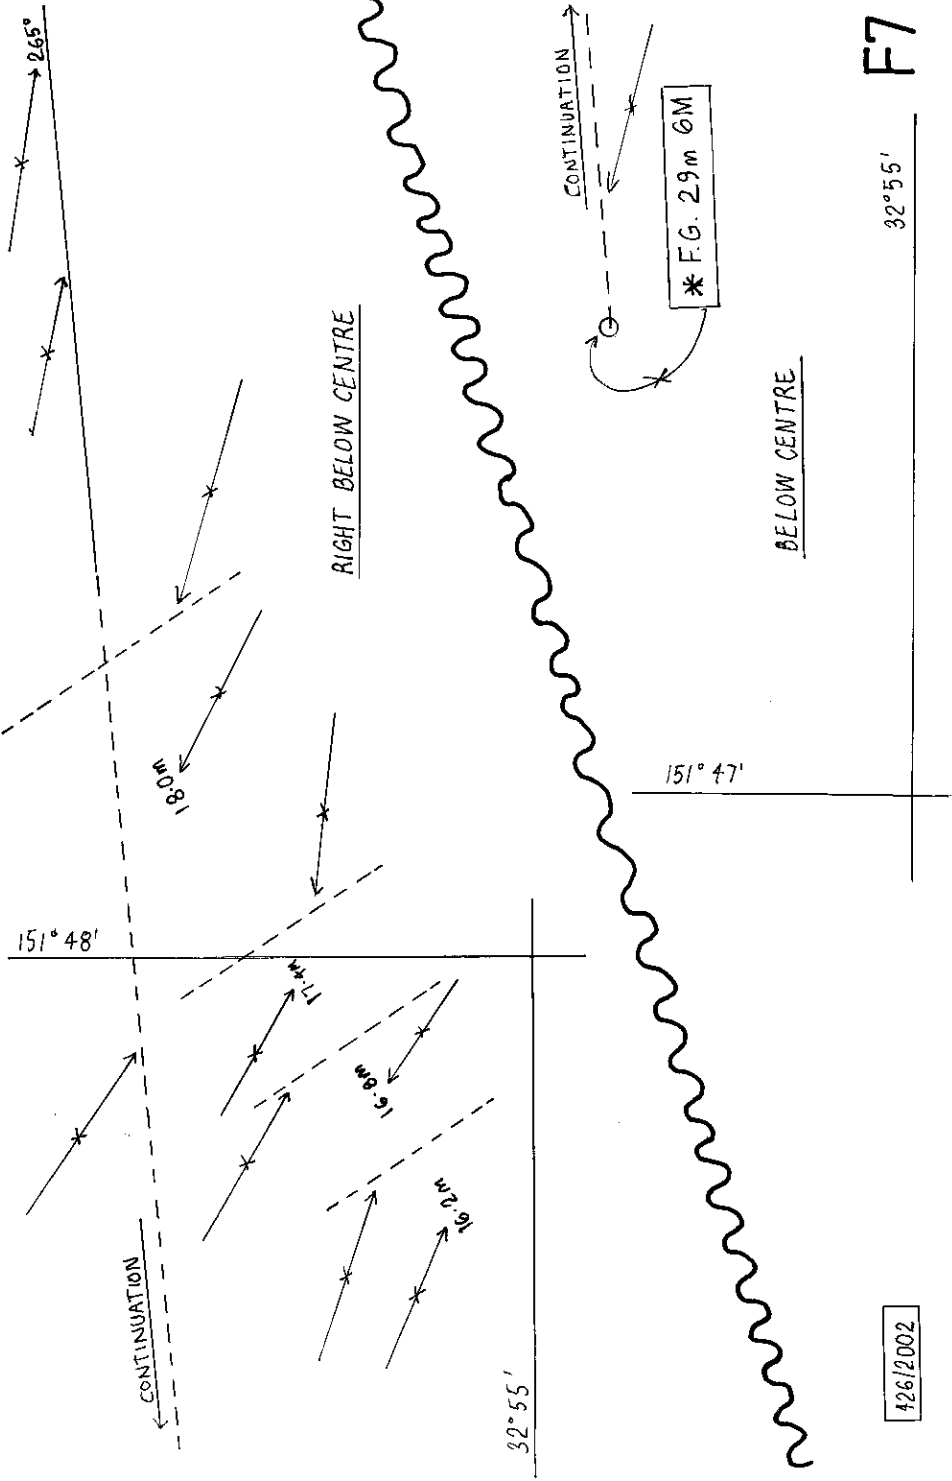 265°
151° 48'
CONTINUATION
18.0m
17.4m
RIGHT BELOW CENTRE
16.8m
16.2m
32° 55'
CONTINUATION
* F.G. 29m 6M
151° 47'
BELOW CENTRE
32° 55'
426/2002
F7